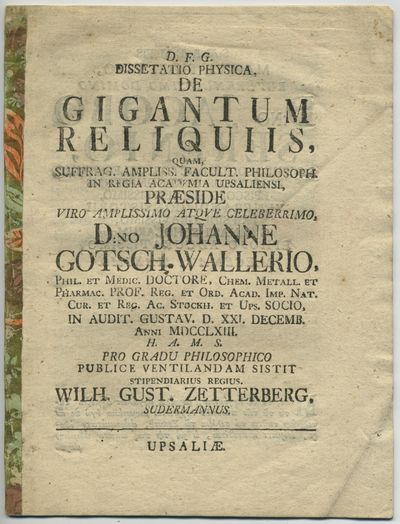 D. F. G.
DISSETATIO PHYSICA,
DE
GIGANTUM
RELIQUIIS,
QUAM,
SUFFRAG. AMPLISS. FACULT. PHILOSOPH.
IN REGIA ACADVMIA UPSALIENSI,
PRÆSIDE
VIRO AMPLISSIMO ATQVE CELEBERRIMO,
D:NO JOHANNE
GOTSCH. WALLERIO,
PHIL. ET MEDIC. DOCTORE, CHEM. METALL. ET
PHARMAC. PROF. REG. ET ORD. ACAD. IMP. NAT.
CUR. ET REG. AC. STOCKH. ET UPS. SOCIO,
IN AUDIT. GUSTAV. D. XXI. DECEMB.
ANNI MDCCLXIII.
H. A. M. S.
PRO GRADU PHILOSOPHICO
PUBLICE VENTILANDAM SISTIT
STIPENDIARIUS REGIUS.
WILH. GUST. ZETTERBERG,
SUDERMANNUS.
UPSALIÆ.